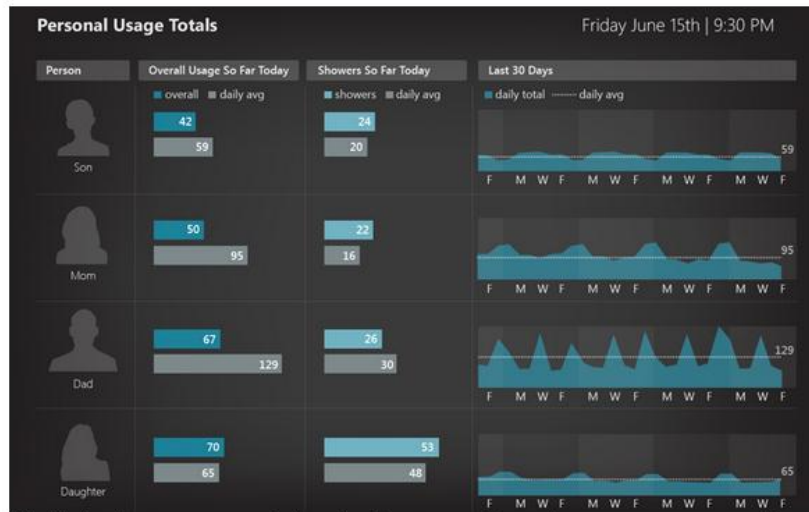 Personal Usage Totals
Friday June 15th | 9:30 PM
Person Overall Usage So Far Today Showers So Far Today Last 30 Days
overall daily avg showers daily avg daily total daily avg
42 24
59 20 59
Son
F M W F M W F M W F M W F
50 22
95 16 95
Mom
F M W F M W F M W F M W F
67 26
129 30 129
Dad
F M W F M W F M W F M W F
70 53
65 48 65
Daughter
F M W F M W F M W F M W F